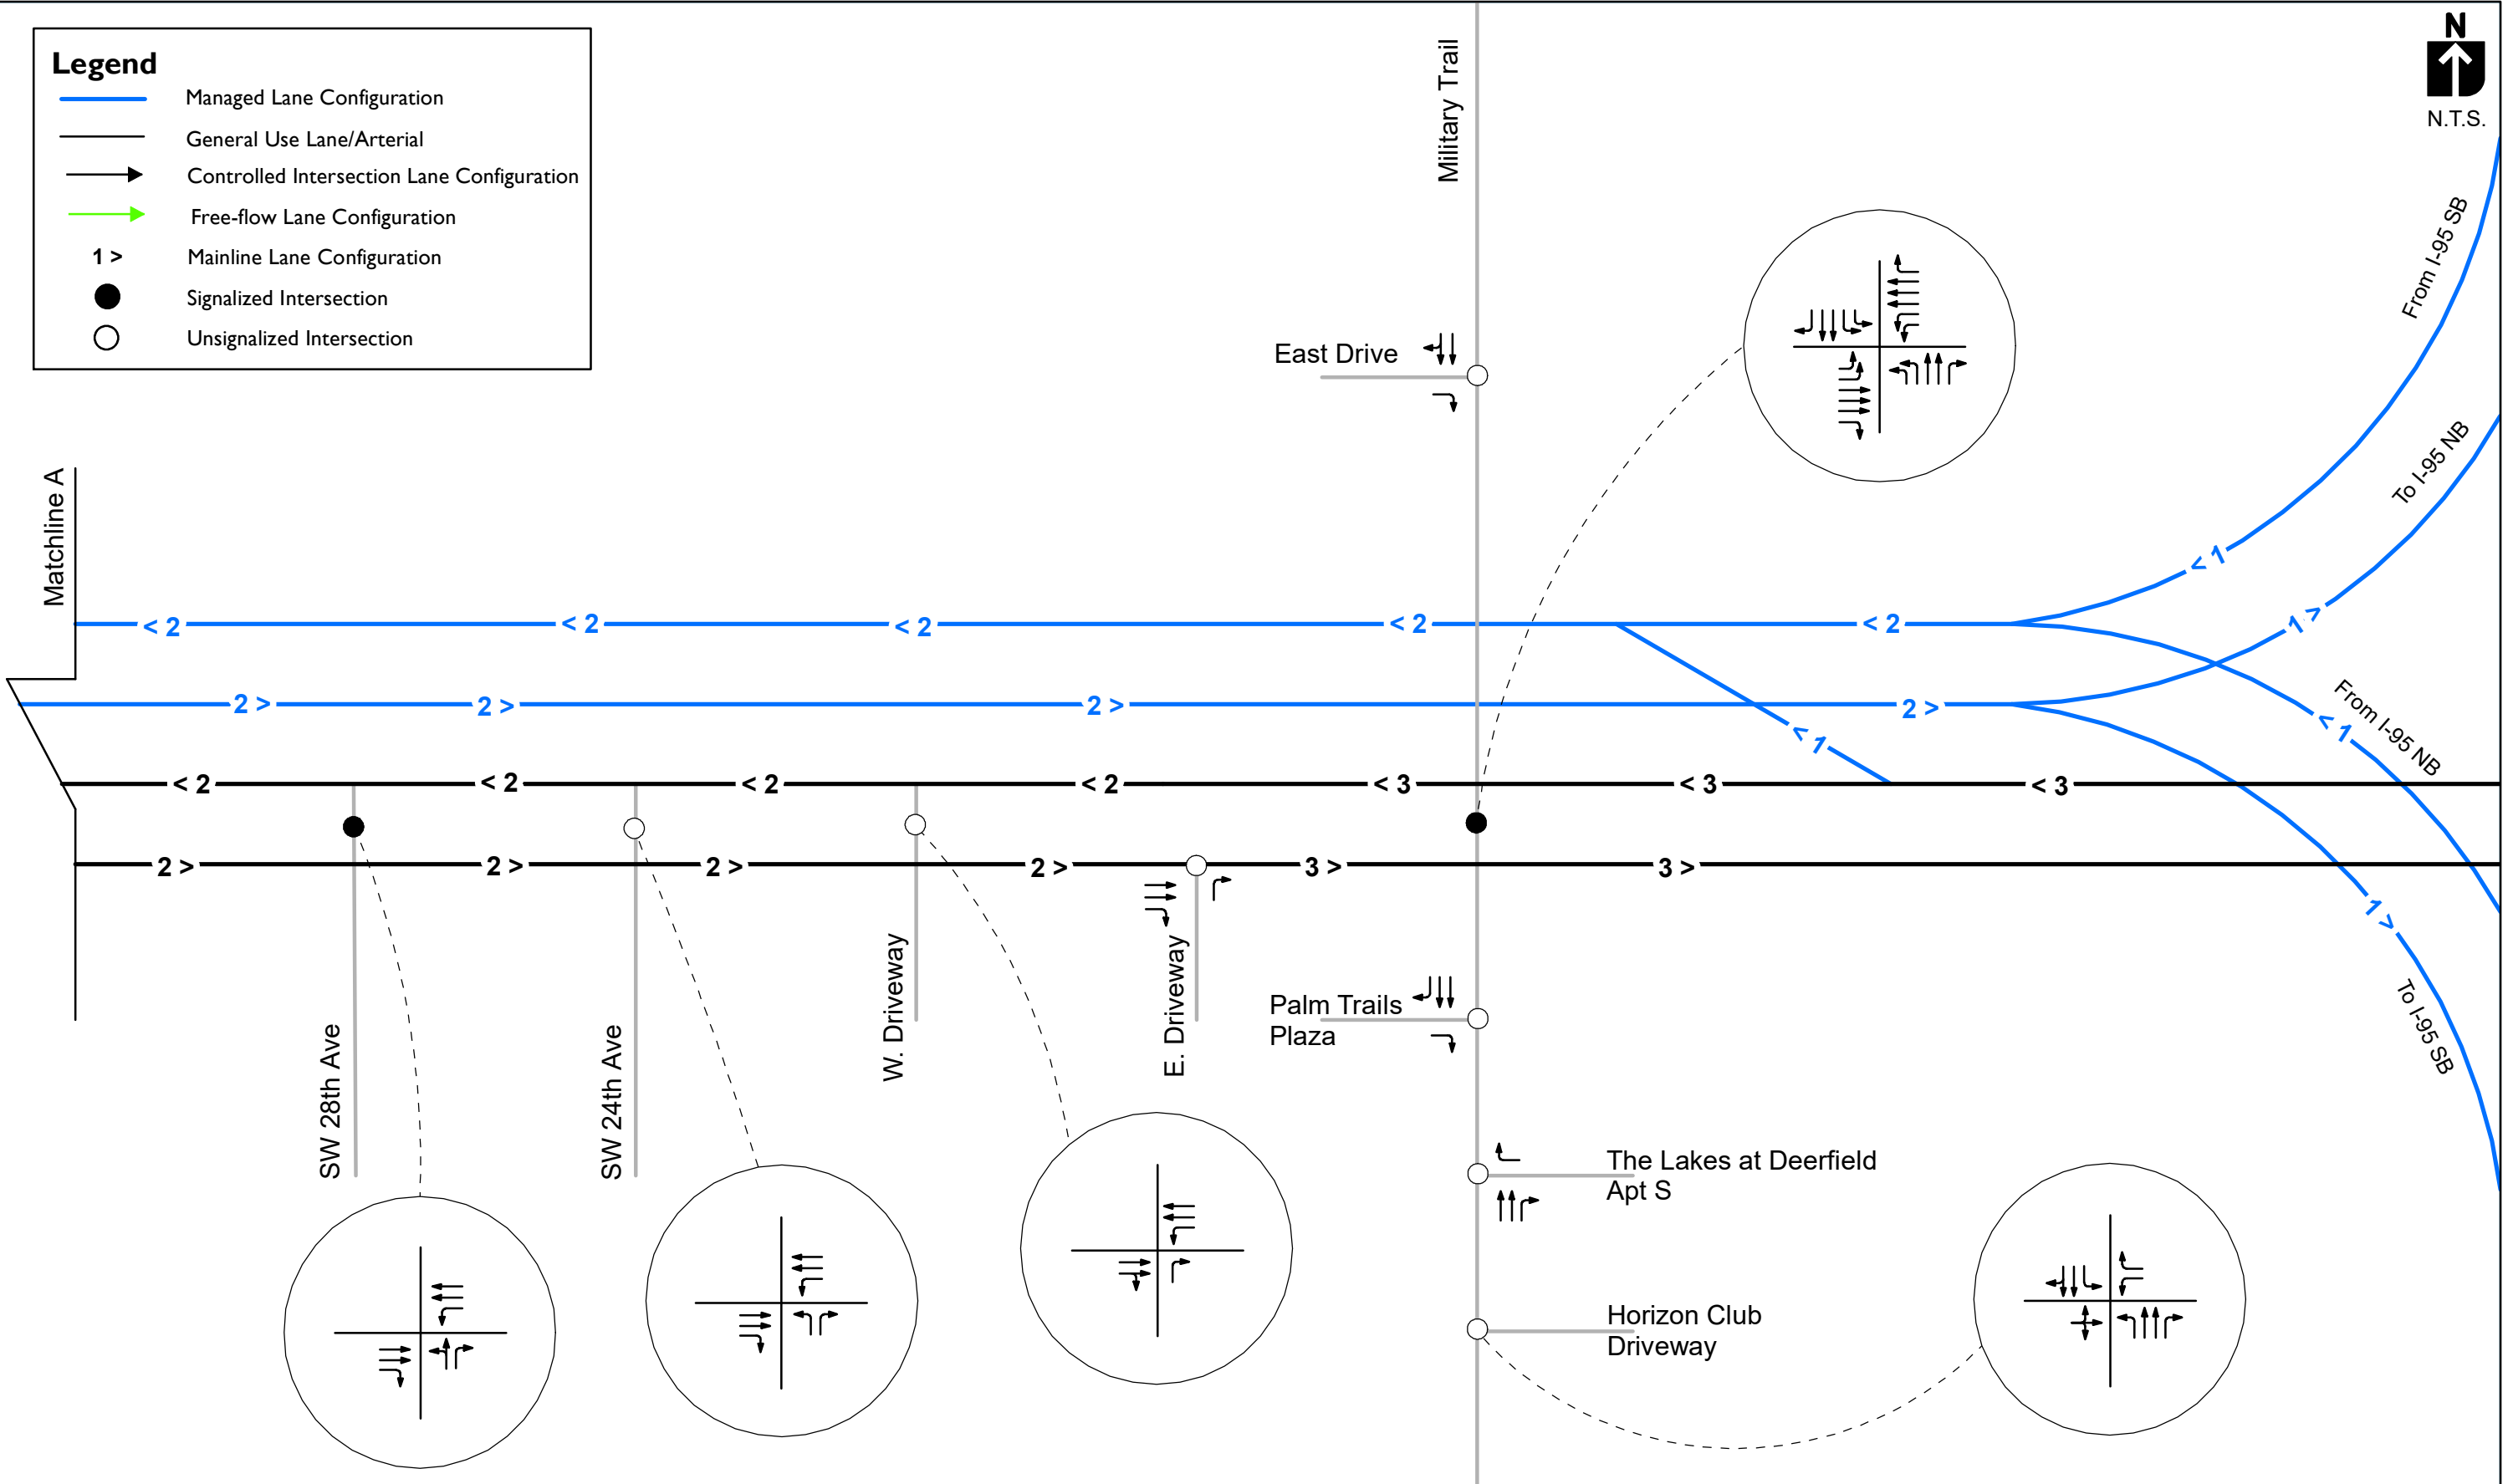 Legend
Managed Lane Configuration
General Use Lane/Arterial
Controlled Intersection Lane Configuration
Free-flow Lane Configuration
1 >
Mainline Lane Configuration
Signalized Intersection
Unsignalized Intersection
Military Trail
N
N.T.S.
From I-95 SB
East Drive
To I-95 NB
Matchline A
< 1
1 >
< 2
< 2
< 2
< 2
< 2
2 >
2 >
2 >
2 >
From I-95 NB
< 1
< 1
< 2
< 2
< 2
< 2
< 3
< 3
< 3
2 >
2 >
2 >
2 >
3 >
3 >
1 >
W. Driveway
E. Driveway
Palm Trails
Plaza
To I-95 SB
SW 28th Ave
SW 24th Ave
The Lakes at Deerfield
Apt S
Horizon Club
Driveway